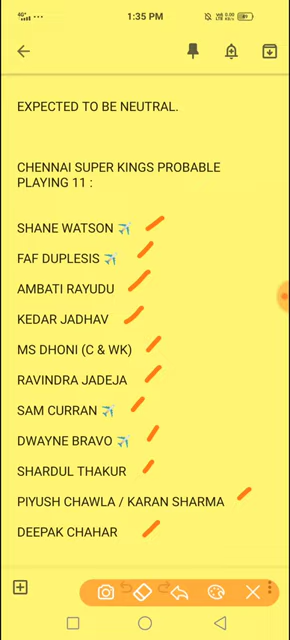 4G
1:35 PM
EXPECTED TO BE NEUTRAL.
CHENNAI SUPER KINGS PROBABLE
PLAYING 11 :
SHANE WATSON ✈️
FAF DUPLESIS ✈️
AMBATI RAYUDU
KEDAR JADHAV
MS DHONI (C & WK)
RAVINDRA JADEJA
SAM CURRAN ✈️
DWAYNE BRAVO ✈️
SHARDUL THAKUR
PIYUSH CHAWLA / KARAN SHARMA
DEEPAK CHAHAR